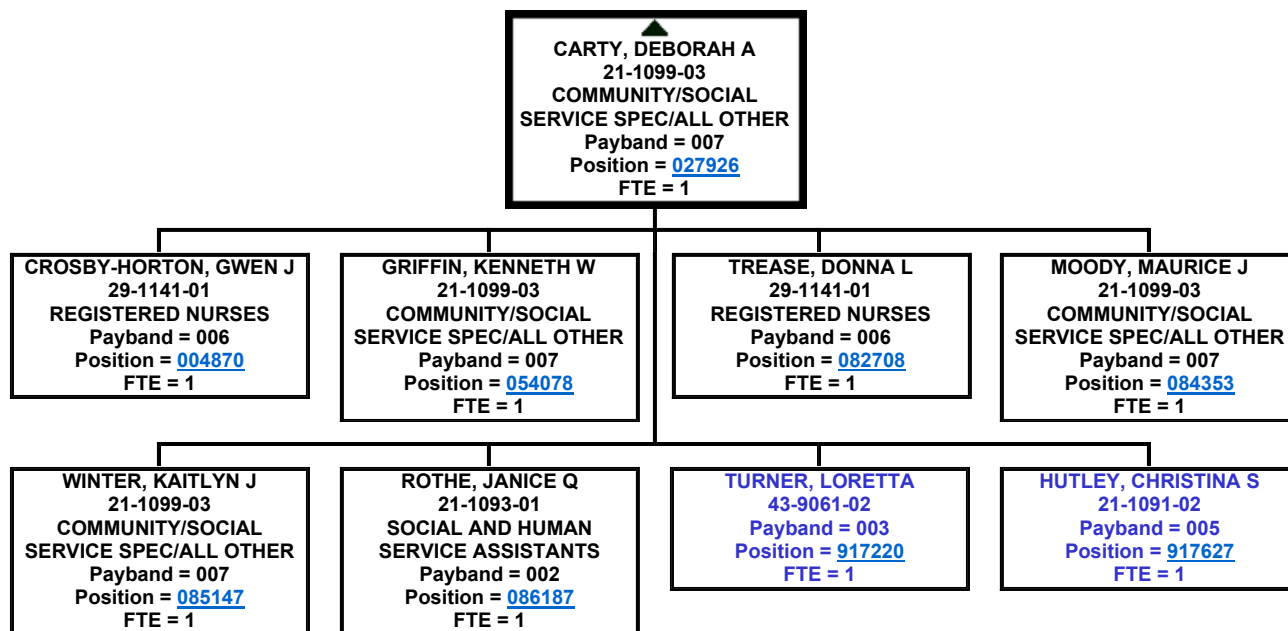 CARTY, DEBORAH A
21-1099-03
COMMUNITY/SOCIAL
SERVICE SPEC/ALL OTHER
Payband = 007
Position = 027926
FTE = 1
CROSBY-HORTON, GWEN J
29-1141-01
REGISTERED NURSES
Payband = 006
Position = 004870
FTE = 1
GRIFFIN, KENNETH W
21-1099-03
COMMUNITY/SOCIAL
SERVICE SPEC/ALL OTHER
Payband = 007
Position = 054078
FTE = 1
TREASE, DONNA L
29-1141-01
REGISTERED NURSES
Payband = 006
Position = 082708
FTE = 1
MOODY, MAURICE J
21-1099-03
COMMUNITY/SOCIAL
SERVICE SPEC/ALL OTHER
Payband = 007
Position = 084353
FTE = 1
WINTER, KAITLYN J
21-1099-03
COMMUNITY/SOCIAL
SERVICE SPEC/ALL OTHER
Payband = 007
Position = 085147
FTE = 1
ROTHE, JANICE Q
21-1093-01
SOCIAL AND HUMAN
SERVICE ASSISTANTS
Payband = 002
Position = 086187
FTE = 1
TURNER, LORETTA
43-9061-02
Payband = 003
Position = 917220
FTE = 1
HUTLEY, CHRISTINA S
21-1091-02
Payband = 005
Position = 917627
FTE = 1